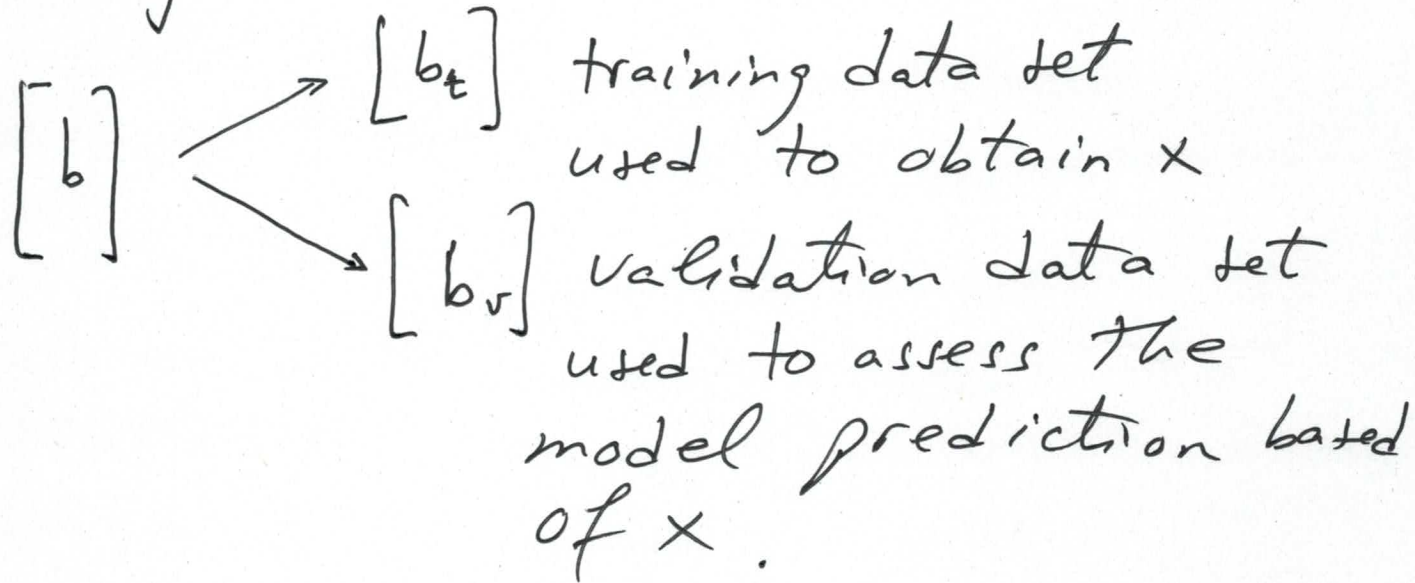 [b_t] training data set
[b] used to obtain x
[b_v] validation data set
used to assess the
model prediction based
of x.